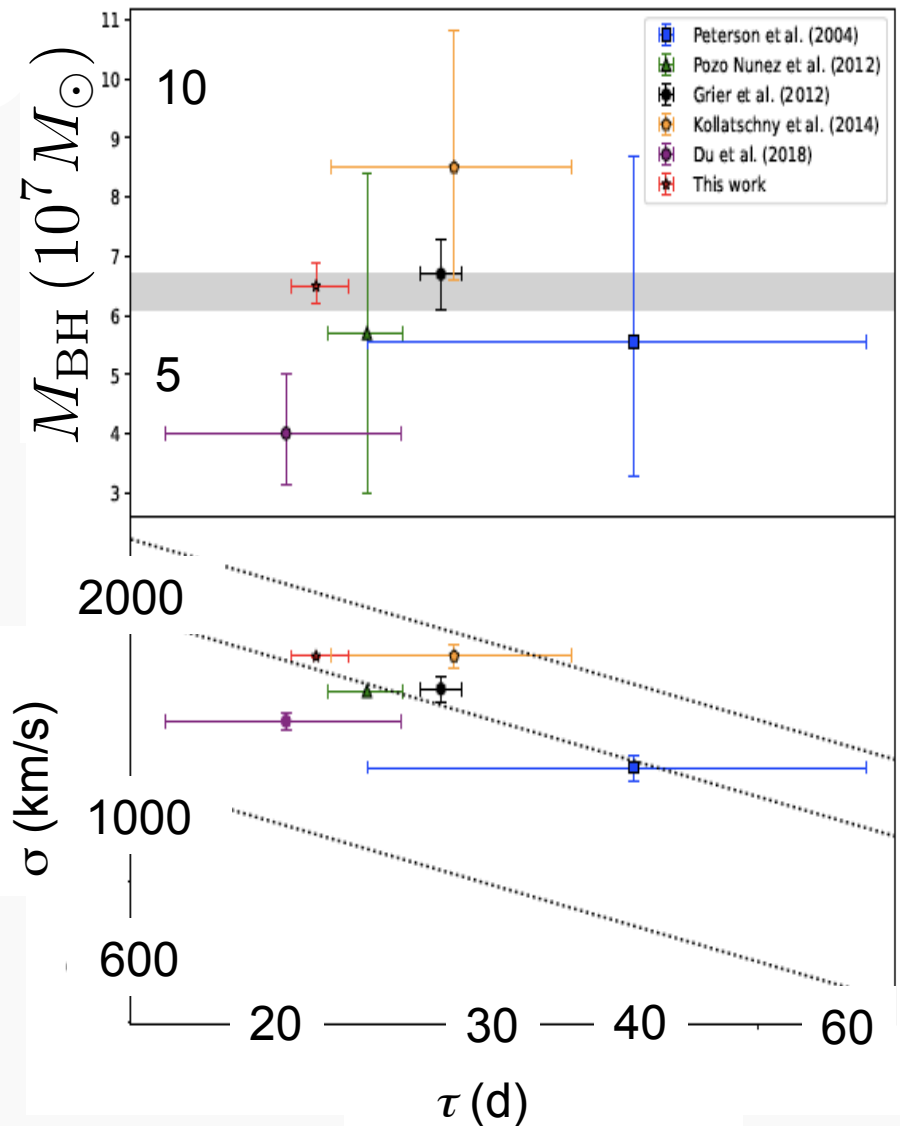 11
10
9
8
7
6
5
4
3
10
5
M_BH (10^7 M_⊙)
Peterson et al. (2004)
Pozo Nunez et al. (2012)
Grier et al. (2012)
Kollatschny et al. (2014)
Du et al. (2018)
This work
2000
1000
600
σ (km/s)
20 30 40 60
τ (d)